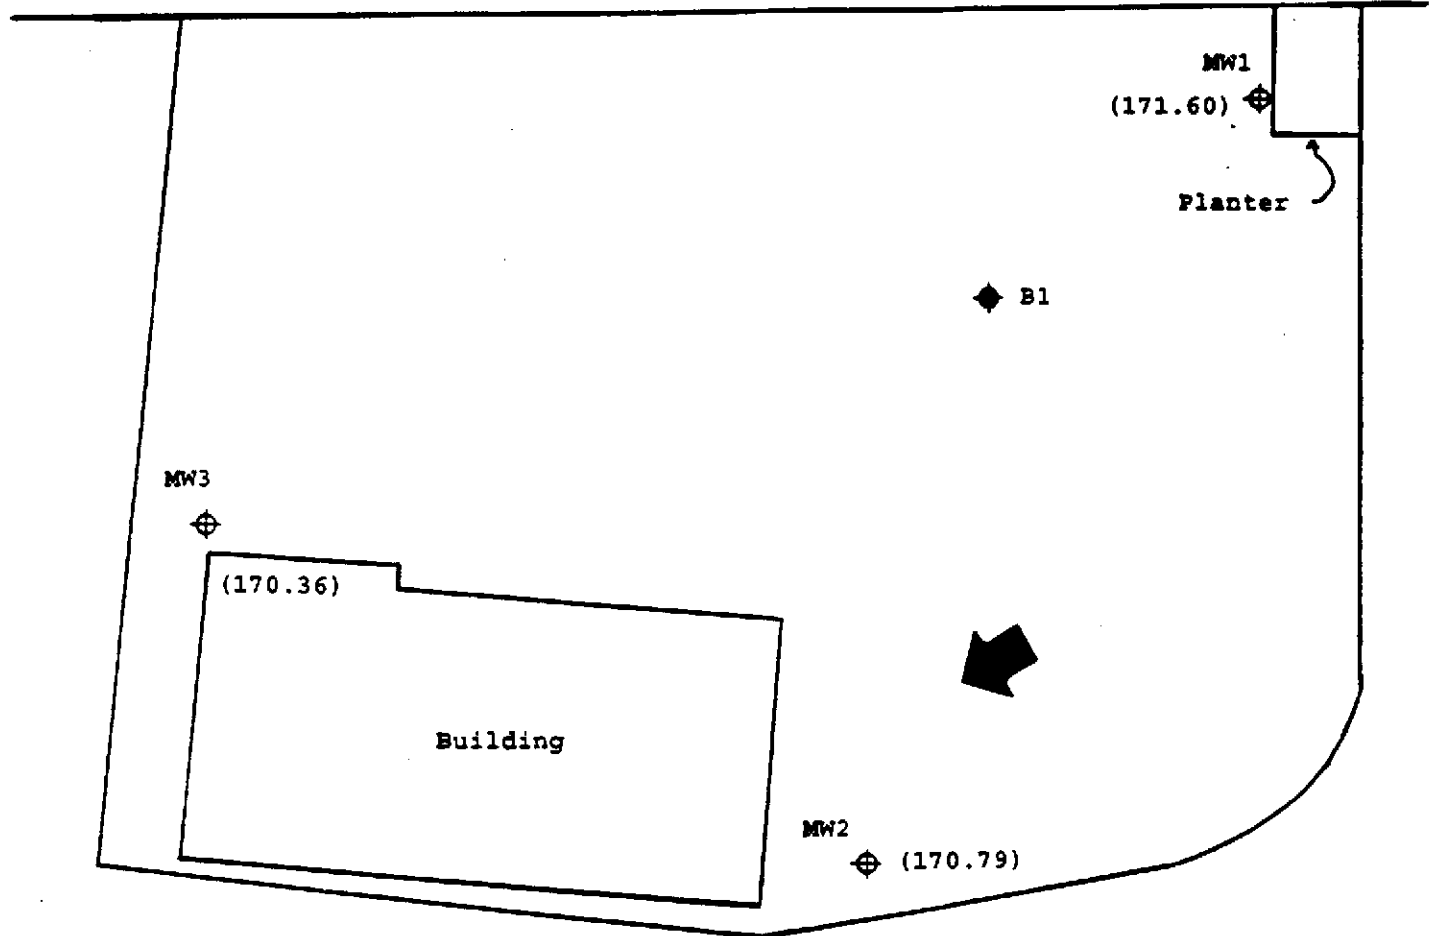 MW1
(171.60)
Planter
B1
MW3
(170.36)
Building
MW2
(170.79)